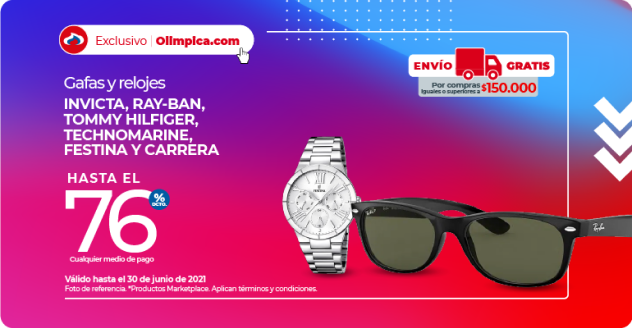 Exclusivo | Olimpica.com
ENVÍO GRATIS
Por compras
iguales o superiores a $150.000
Gafas y relojes
INVICTA, RAY-BAN,
TOMMY HILFIGER,
TECHNOMARINE,
FESTINA Y CARRERA
HASTA EL
76% DCTO.
Cualquier medio de pago
Válido hasta el 30 de junio de 2021
Foto de referencia. *Productos Marketplace. Aplican términos y condiciones.
Ray-Ban